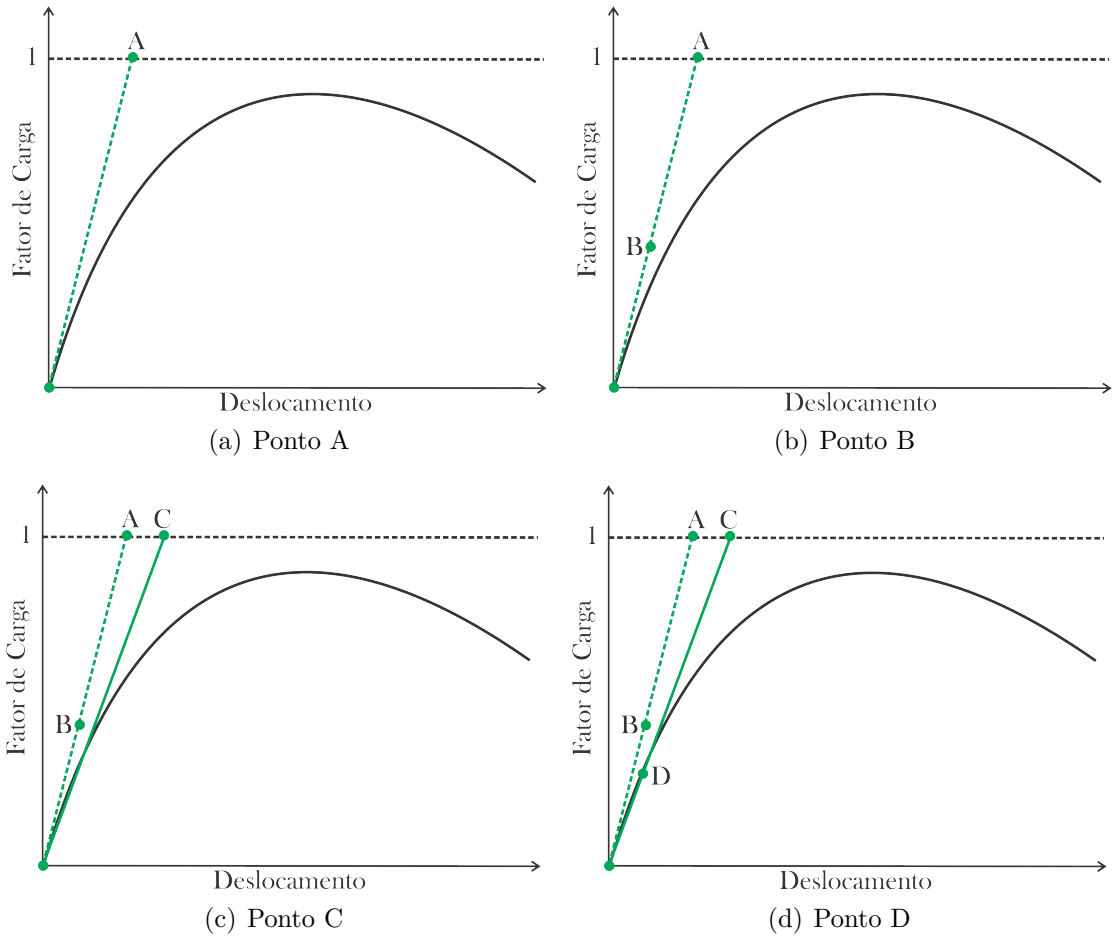 A
1
Fator de Carga
Deslocamento
(a) Ponto A
A
1
B
Fator de Carga
Deslocamento
(b) Ponto B
A C
1
B
Fator de Carga
Deslocamento
(c) Ponto C
A C
1
B
D
Fator de Carga
Deslocamento
(d) Ponto D